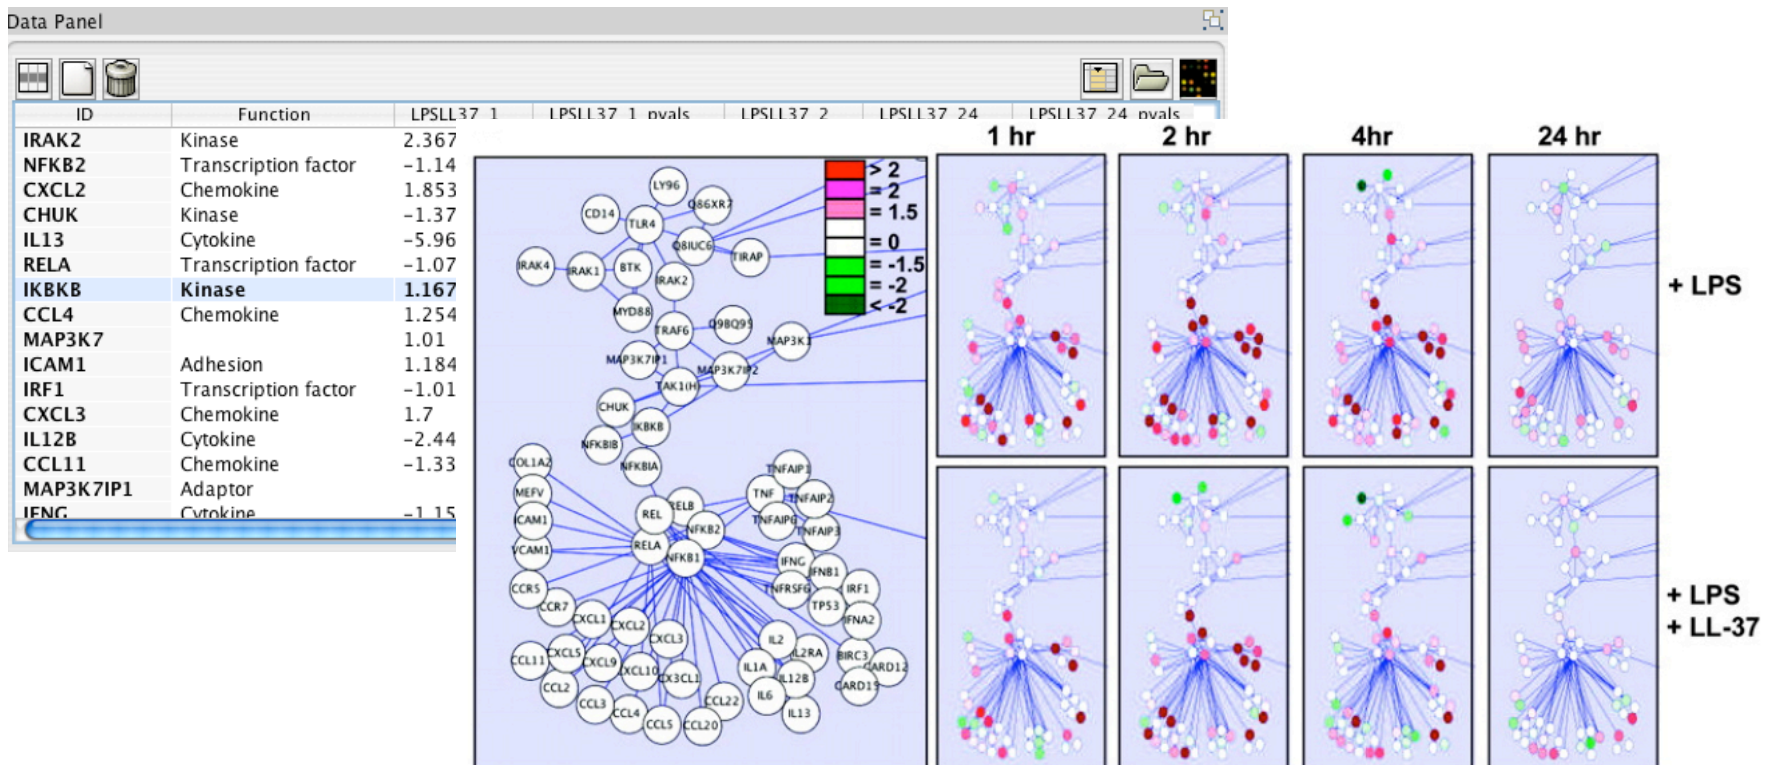 Data Panel
ID Function LPSLL37_1 LPSLL37_1_pvals LPSLL37_2 LPSLL37_24 LPSLL37_24_pvals
IRAK2 Kinase 2.367
NFKB2 Transcription factor -1.14
CXCL2 Chemokine 1.853
CHUK Kinase -1.37
IL13 Cytokine -5.96
RELA Transcription factor -1.07
IKBKB Kinase 1.167
CCL4 Chemokine 1.254
MAP3K7 1.01
ICAM1 Adhesion 1.184
IRF1 Transcription factor -1.01
CXCL3 Chemokine 1.7
IL12B Cytokine -2.44
CCL11 Chemokine -1.33
MAP3K7IP1 Adaptor
IFNG Cytokine -1.15
1 hr 2 hr 4hr 24 hr
> 2
= 2
= 1.5
= 0
= -1.5
= -2
< -2
LY96
CD14
Q86XR7
TLR4
Q8IUC6
TIRAP
IRAK4
IRAK1
BTK
IRAK2
MYD88
TRAF6
Q9BQ95
MAP3K1
MAP3K7IP1
MAP3K7IP2
TAK1(H)
CHUK
IKBKB
NFKBIB
NFKBIA
COL1A2
MEFV
ICAM1
VCAM1
REL
RELB
NFKB2
RELA
NFKB1
TNFAIP1
TNF
TNFAIP2
TNFAIP6
TNFAIP3
IFNG
IFNB1
TNFRSF6
IRF1
TP53
IFNA2
CCR5
CCR7
CXCL1
CXCL2
CXCL3
CCL11
CXCL5
CXCL9
CXCL10
CX3CL1
CCL2
CCL3
CCL4
CCL5
CCL20
CCL22
IL2
IL2RA
IL1A
IL12B
IL6
IL13
BIRC3
CARD12
CARD15
+ LPS
+ LPS
+ LL-37